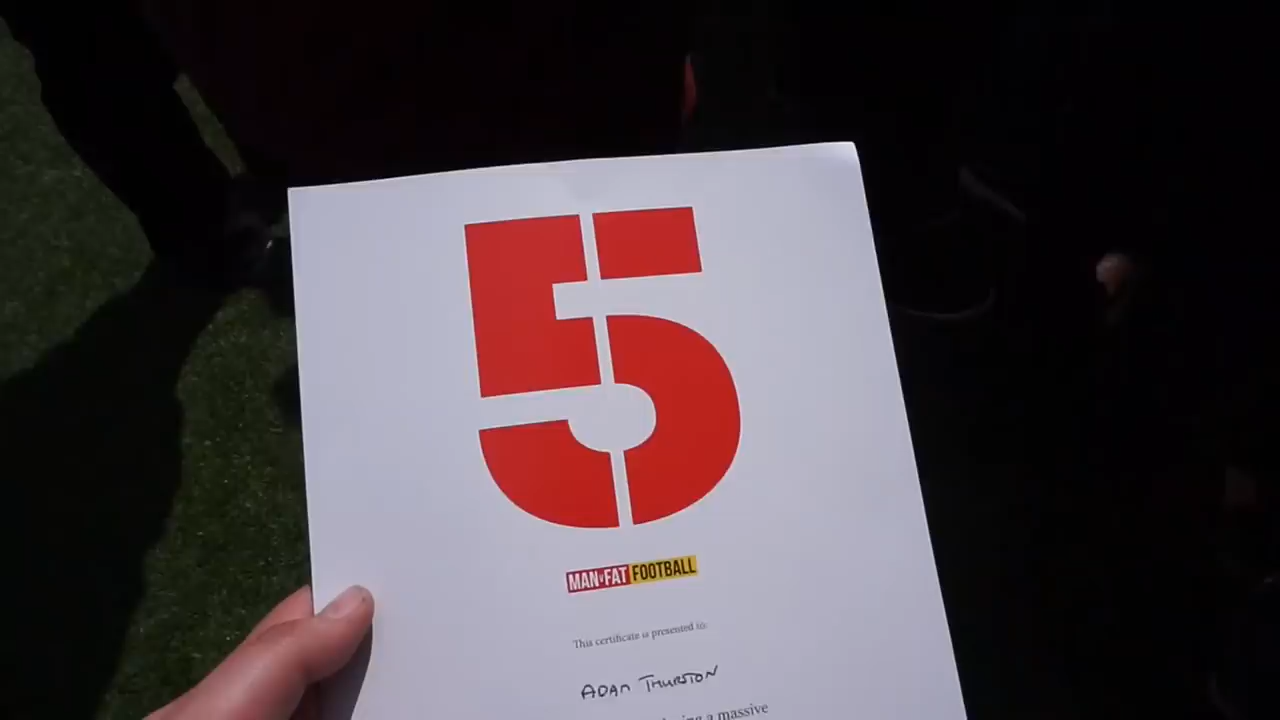 5
MAN v FAT FOOTBALL
This certificate is presented to:
ADAM THURSTON
a massive